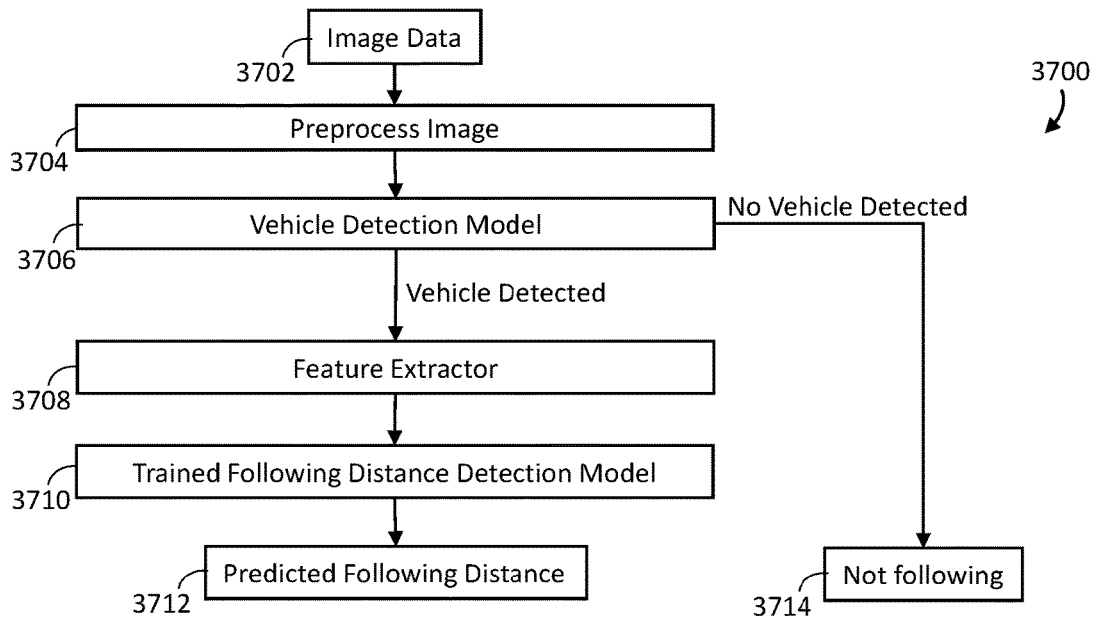 Image Data
3702
3700
Preprocess Image
3704
No Vehicle Detected
Vehicle Detection Model
3706
Vehicle Detected
Feature Extractor
3708
Trained Following Distance Detection Model
3710
Predicted Following Distance
3712
Not following
3714